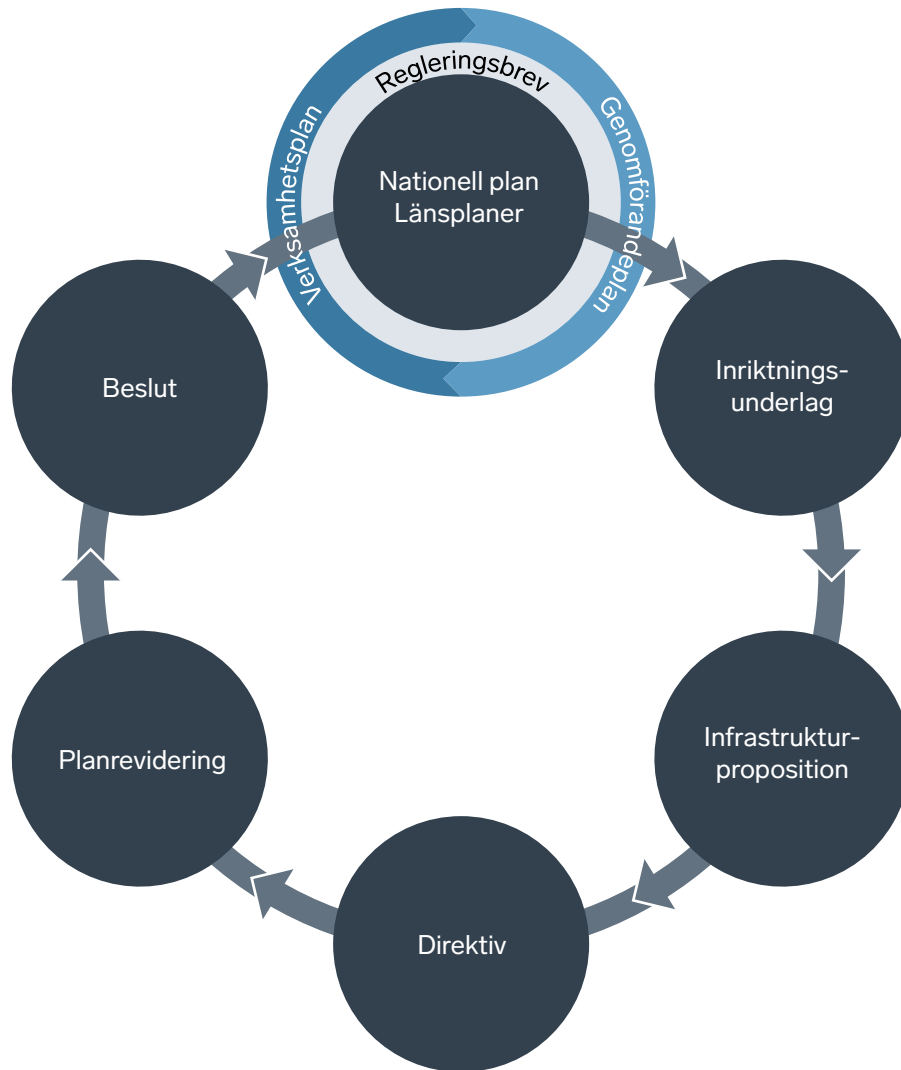 Regleringsbrev
Verksamhetsplan
Genomförandeplan
Nationell plan
Länsplaner
Beslut
Inriktnings-
underlag
Planrevidering
Infrastruktur-
proposition
Direktiv